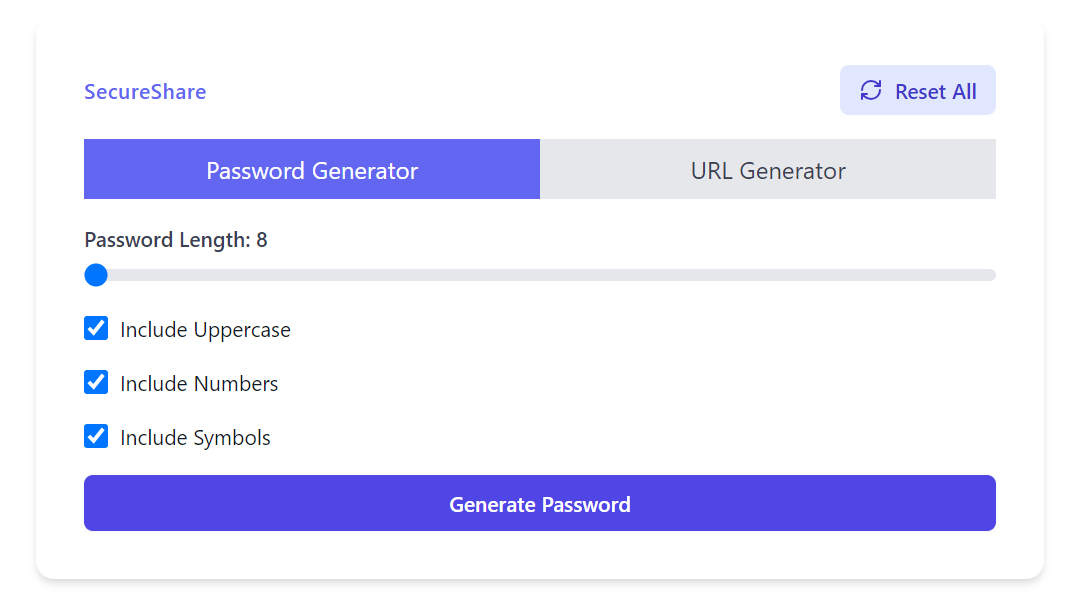 SecureShare
Reset All
Password Generator
URL Generator
Password Length: 8
Include Uppercase
Include Numbers
Include Symbols
Generate Password